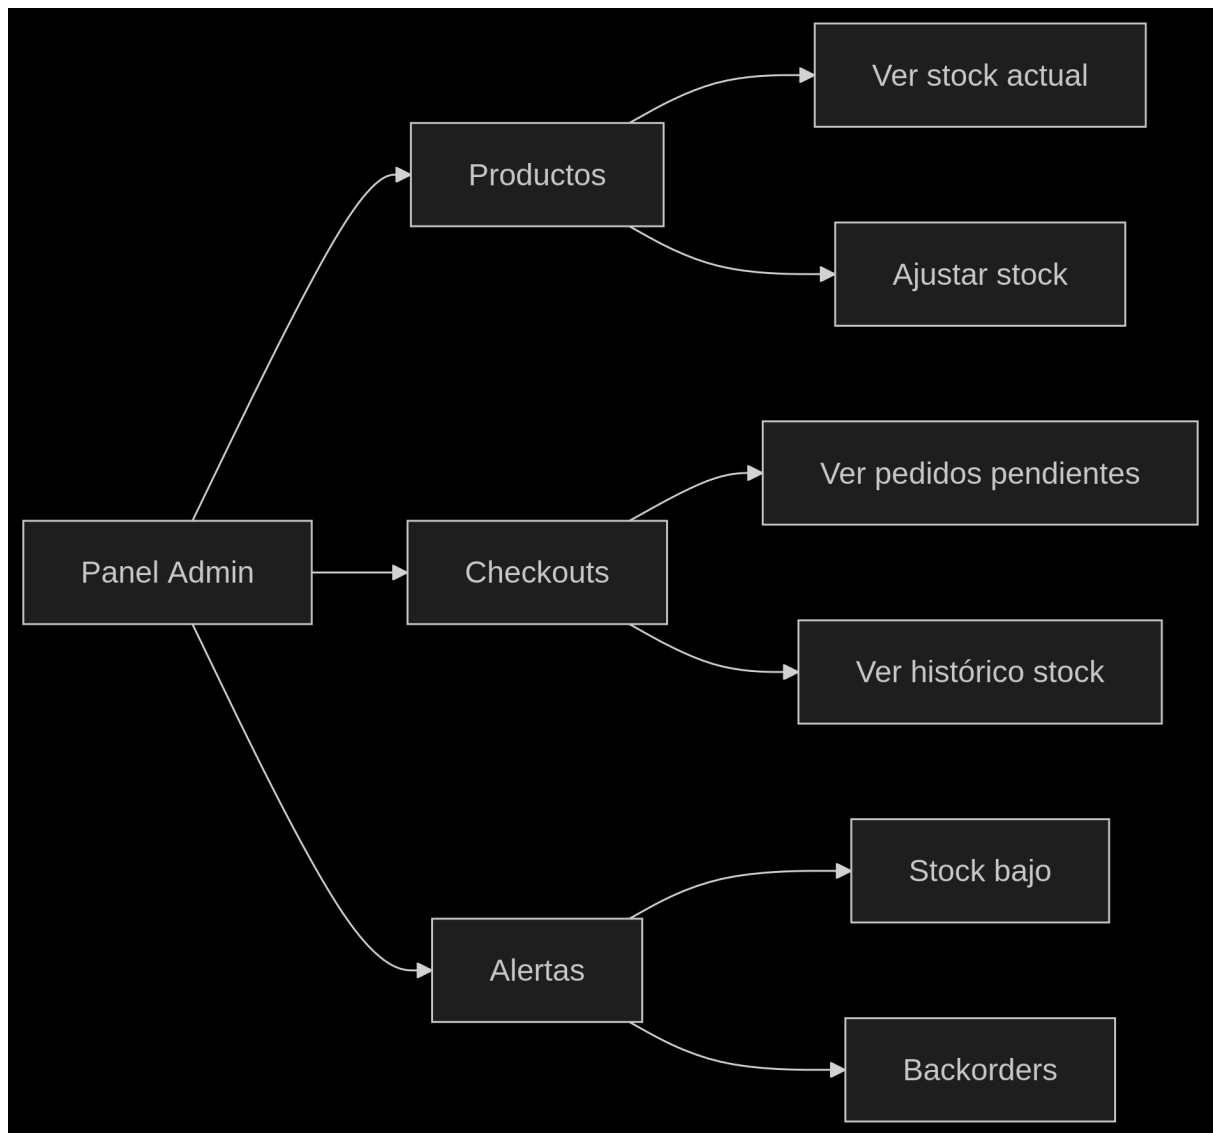 Panel Admin
Productos
Ver stock actual
Ajustar stock
Checkouts
Ver pedidos pendientes
Ver histórico stock
Alertas
Stock bajo
Backorders